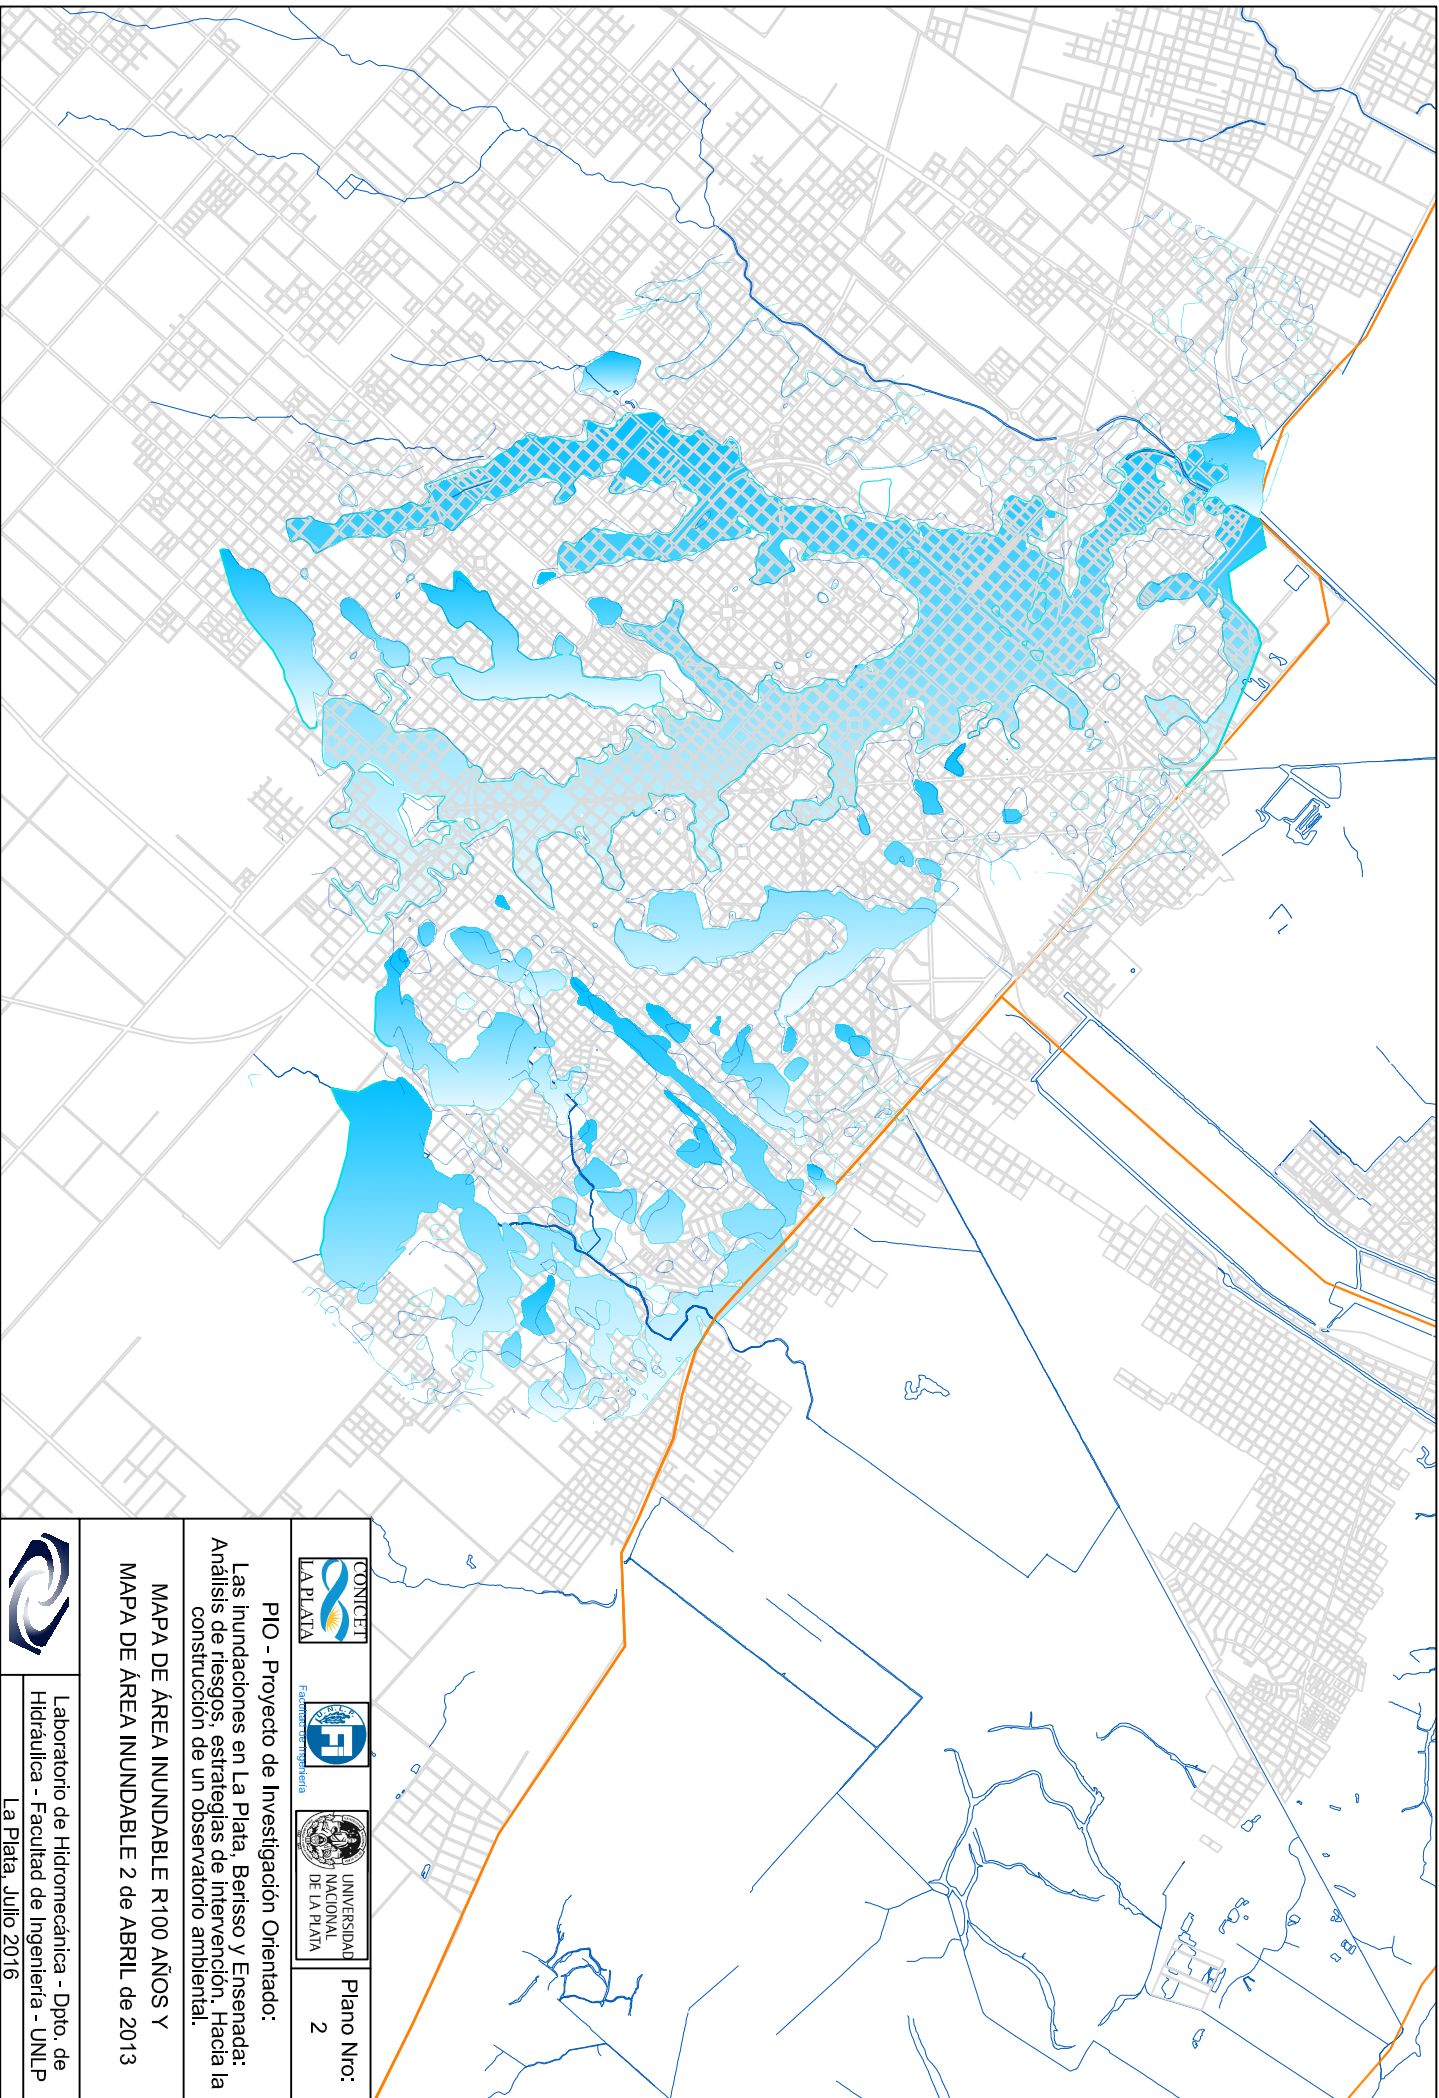 CONICET
LA PLATA
U.N.L.P.
FI
Facultad de Ingeniería
UNIVERSIDAD
NACIONAL
DE LA PLATA
Plano Nro:
2
PIO - Proyecto de Investigación Orientado:
Las inundaciones en La Plata, Berisso y Ensenada:
Análisis de riesgos, estrategias de intervención. Hacia la
construcción de un observatorio ambiental.
MAPA DE ÁREA INUNDABLE R100 AÑOS Y
MAPA DE ÁREA INUNDABLE 2 de ABRIL de 2013
Laboratorio de Hidromecánica - Dpto. de
Hidráulica - Facultad de Ingeniería - UNLP
La Plata, Julio 2016